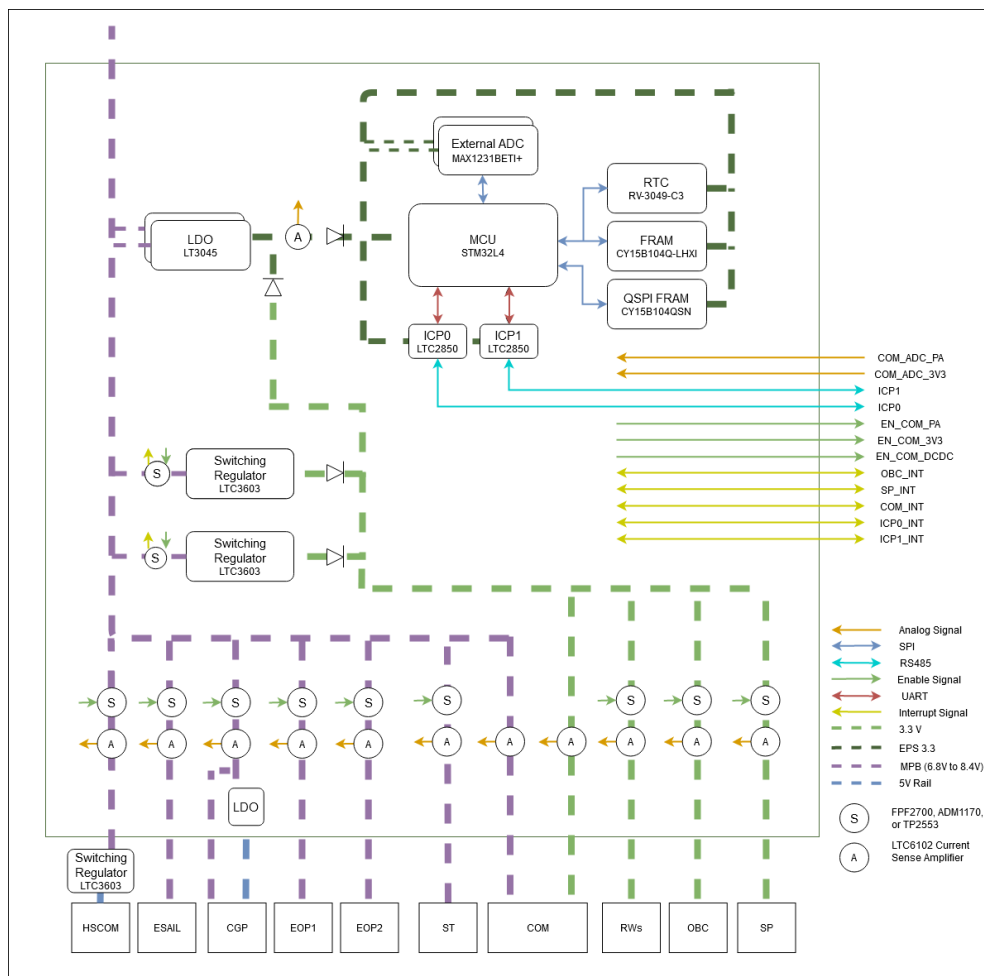 External ADC
MAX1231BETI+
RTC
RV-3049-C3
LDO
LT3045
A
MCU
STM32L4
FRAM
CY15B104Q-LHXI
QSPI FRAM
CY15B104QSN
ICP0
LTC2850
ICP1
LTC2850
COM_ADC_PA
COM_ADC_3V3
ICP1
ICP0
EN_COM_PA
EN_COM_3V3
EN_COM_DCDC
OBC_INT
SP_INT
COM_INT
ICP0_INT
ICP1_INT
S
Switching
Regulator
LTC3603
S
Switching
Regulator
LTC3603
Analog Signal
SPI
RS485
Enable Signal
UART
Interrupt Signal
3.3 V
EPS 3.3
MPB (6.8V to 8.4V)
5V Rail
S
FPF2700, ADM1170,
or TP2553
A
LTC6102 Current
Sense Amplifier
S
S
S
S
S
S
S
S
S
A
A
A
A
A
A
A
A
A
A
A
LDO
Switching
Regulator
LTC3603
HSCOM
ESAIL
CGP
EOP1
EOP2
ST
COM
RWs
OBC
SP